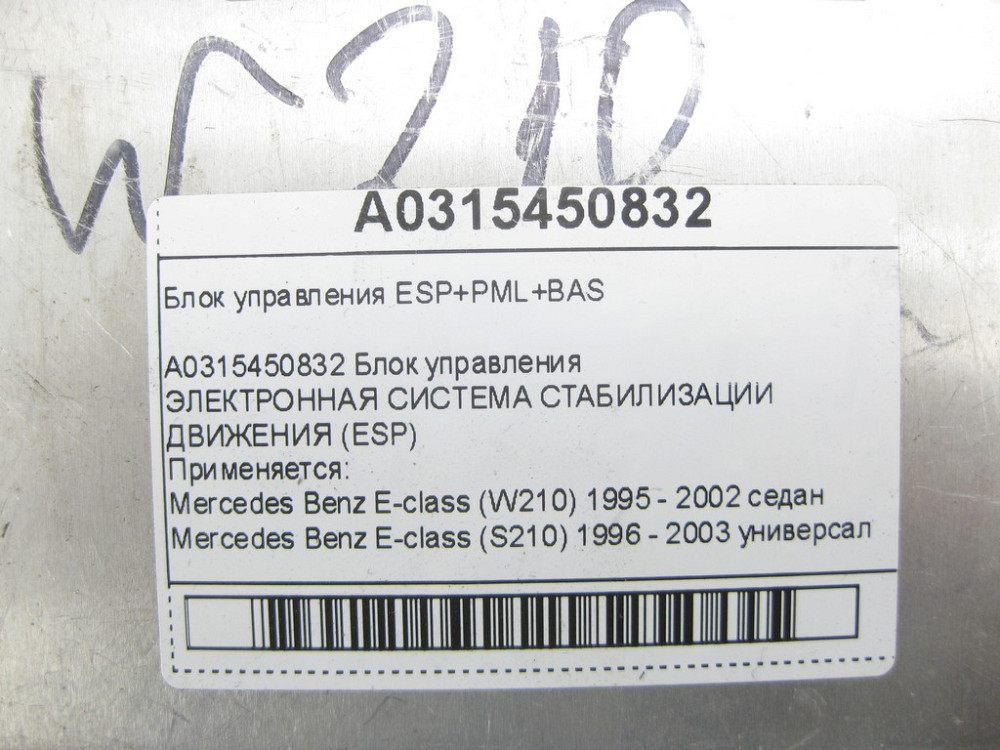 W210
A0315450832
Блок управления ESP+PML+BAS
A0315450832 Блок управления
ЭЛЕКТРОННАЯ СИСТЕМА СТАБИЛИЗАЦИИ
ДВИЖЕНИЯ (ESP)
Применяется:
Mercedes Benz E-class (W210) 1995 - 2002 седан
Mercedes Benz E-class (S210) 1996 - 2003 универсал